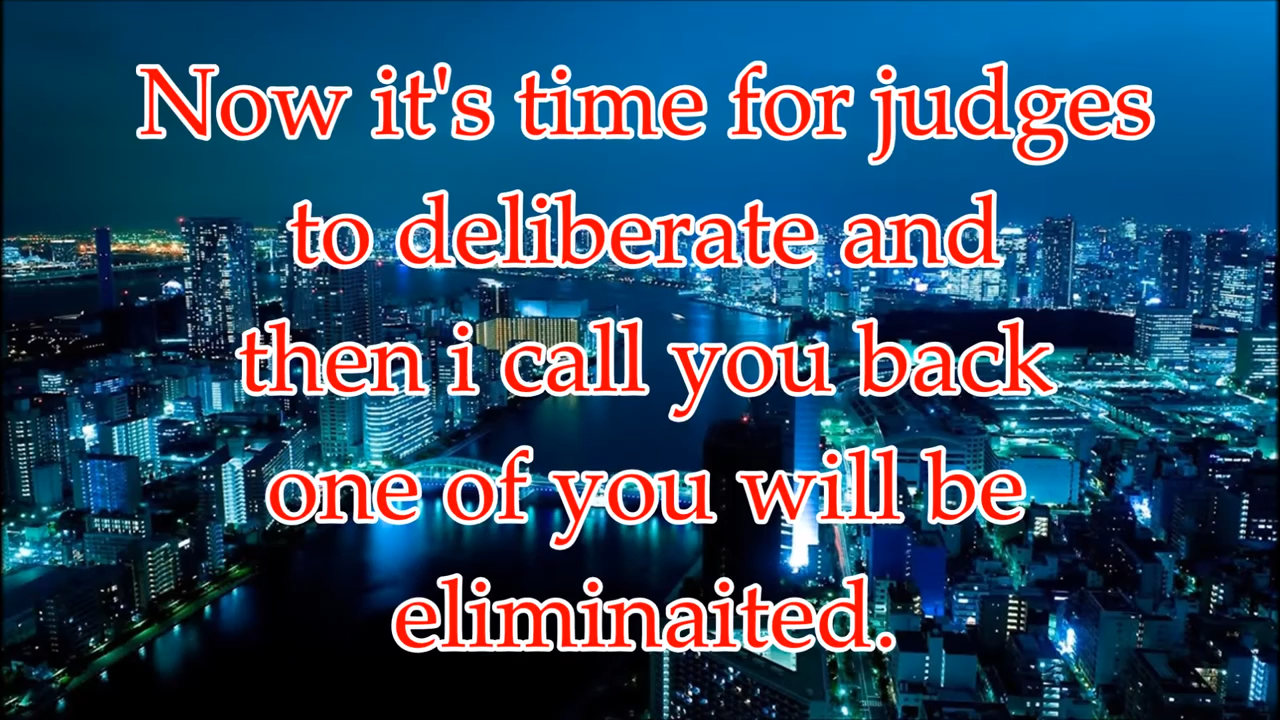 Now it's time for judges
to deliberate and
then i call you back
one of you will be
eliminaited.